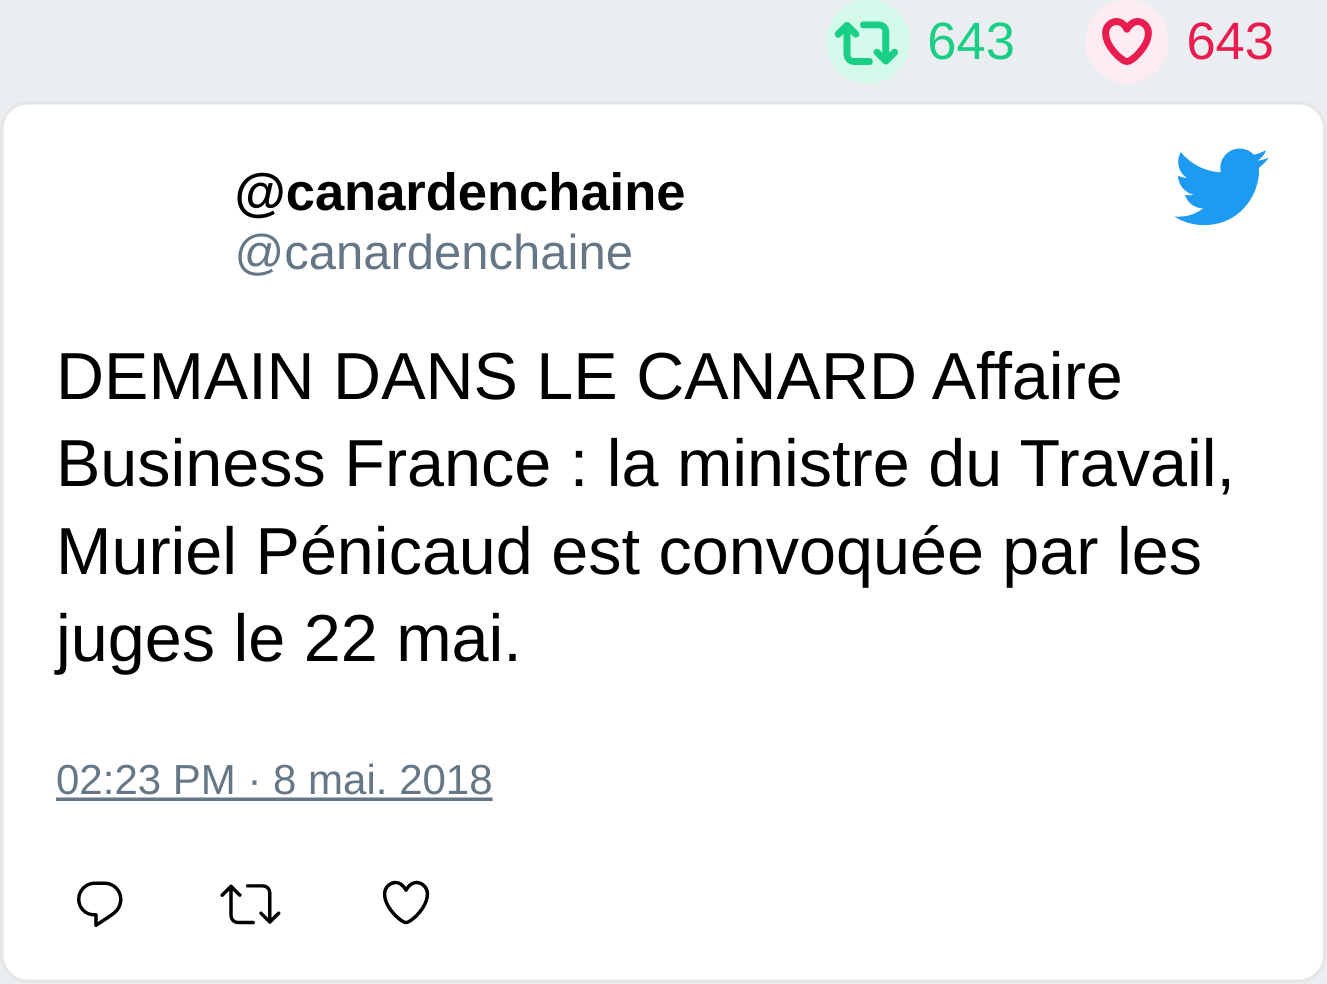 643 643
@canardenchaine
@canardenchaine
DEMAIN DANS LE CANARD Affaire
Business France : la ministre du Travail,
Muriel Pénicaud est convoquée par les
juges le 22 mai.
02:23 PM · 8 mai. 2018